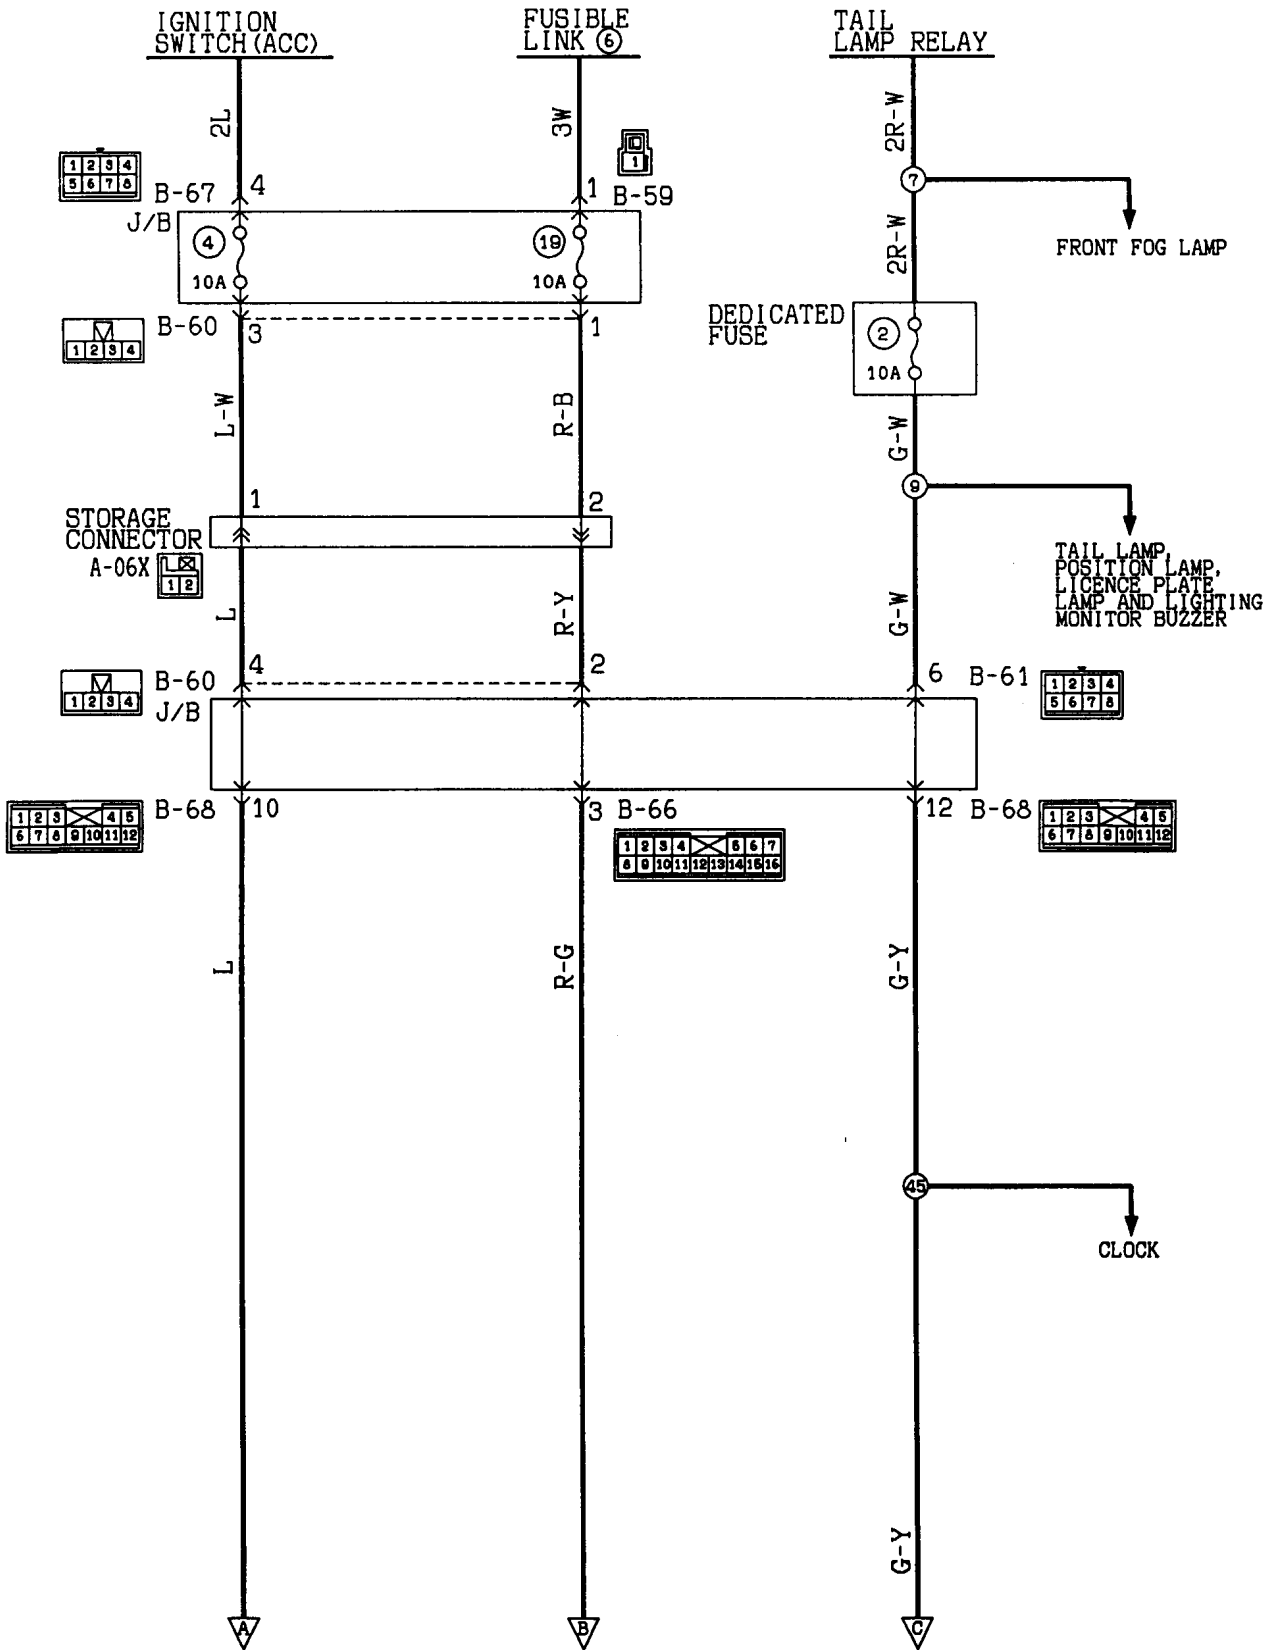 IGNITION
SWITCH(ACC)
FUSIBLE
LINK 6
TAIL
LAMP RELAY
2L
3W
2R-W
1 2 3 4
5 6 7 8
B-67
4
1
1
B-59
7
J/B
4
10A
19
10A
2R-W
FRONT FOG LAMP
B-60
1 2 3 4
3
1
DEDICATED
FUSE
2
10A
L-W
R-B
G-W
1
2
9
STORAGE
CONNECTOR
A-06X
1 2
L
R-Y
G-W
TAIL LAMP,
POSITION LAMP,
LICENCE PLATE
LAMP AND LIGHTING
MONITOR BUZZER
1 2 3 4
B-60
4
2
6
B-61
1 2 3 4
5 6 7 8
J/B
1 2 3 4 5
6 7 8 9 10 11 12
B-68
10
3
B-66
1 2 3 4 5 6 7
8 9 10 11 12 13 14 15 16
12
B-68
1 2 3 4 5
6 7 8 9 10 11 12
L
R-G
G-Y
45
CLOCK
G-Y
A
B
C